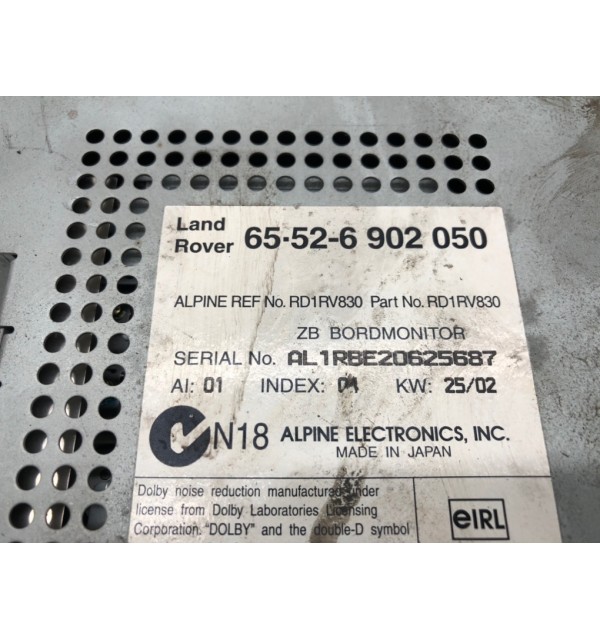 Land Rover 65-52-6 902 050
ALPINE REF No. RD1RV830 Part No. RD1RV830
ZB BORDMONITOR
SERIAL No. AL1RBE20625687
AI: 01 INDEX: 04 KW: 25/02
N18 ALPINE ELECTRONICS, INC.
MADE IN JAPAN
Dolby noise reduction manufactured under
license from Dolby Laboratories Licensing
Corporation. "DOLBY" and the double-D symbol
eIRL